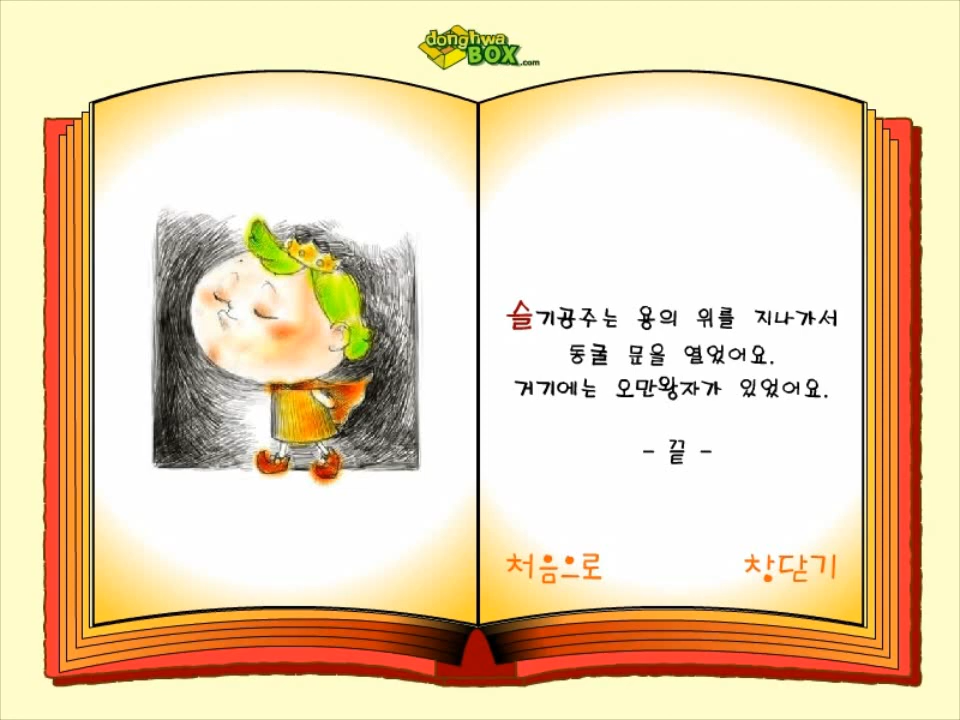 donghwa
BOX.com
슬기공주는 용의 위를 지나가서
동굴 문을 열었어요.
거기에는 오만왕자가 있었어요.
- 끝 -
처음으로
창닫기